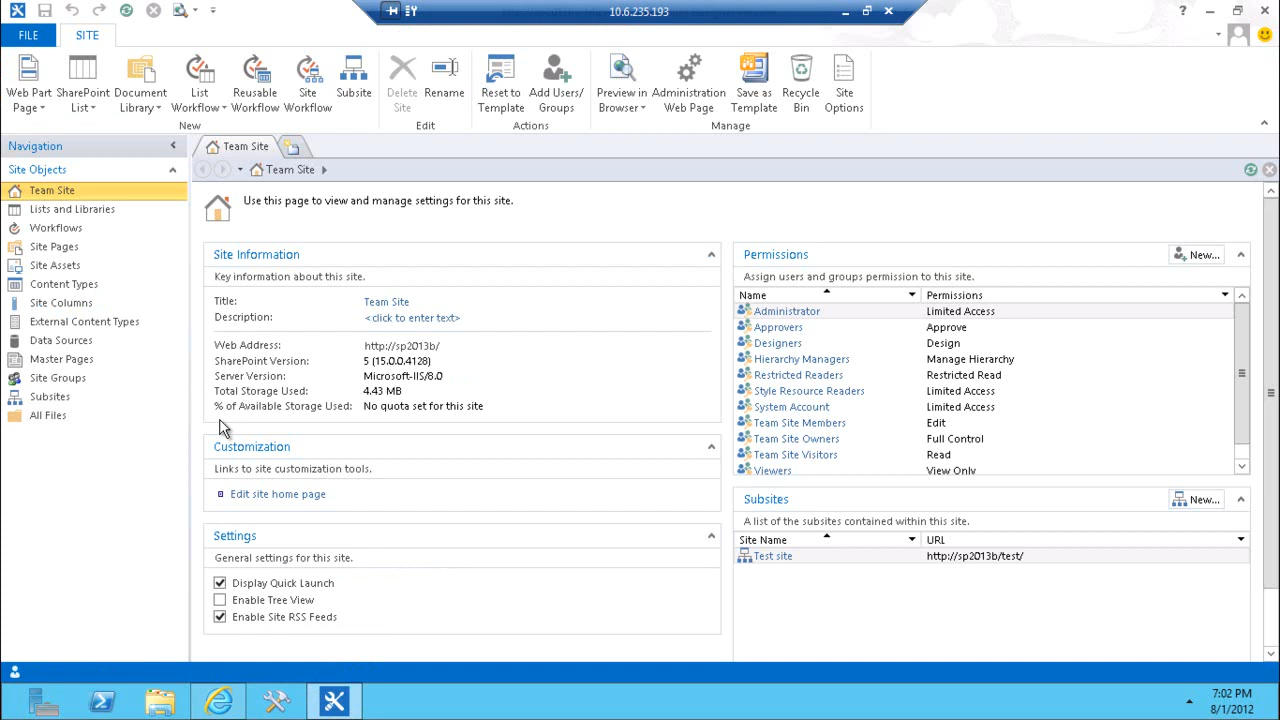 10.6.235.193
FILE
SITE
Web Part Page
SharePoint List
Document Library
List Workflow
Reusable Workflow
Site Workflow
Subsite
Delete Site
Rename
Reset to Template
Add Users/ Groups
Preview in Browser
Administration Web Page
Save as Template
Recycle Bin
Site Options
New
Edit
Actions
Manage
Navigation
Site Objects
Team Site
Lists and Libraries
Workflows
Site Pages
Site Assets
Content Types
Site Columns
External Content Types
Data Sources
Master Pages
Site Groups
Subsites
All Files
Team Site
Team Site
Use this page to view and manage settings for this site.
Site Information
Key information about this site.
Title: Team Site
Description: <click to enter text>
Web Address: http://sp2013b/
SharePoint Version: 5 (15.0.0.4128)
Server Version: Microsoft-IIS/8.0
Total Storage Used: 4.43 MB
% of Available Storage Used: No quota set for this site
Customization
Links to site customization tools.
Edit site home page
Settings
General settings for this site.
Display Quick Launch
Enable Tree View
Enable Site RSS Feeds
Permissions
New...
Assign users and groups permission to this site.
Name Permissions
Administrator Limited Access
Approvers Approve
Designers Design
Hierarchy Managers Manage Hierarchy
Restricted Readers Restricted Read
Style Resource Readers Limited Access
System Account Limited Access
Team Site Members Edit
Team Site Owners Full Control
Team Site Visitors Read
Viewers View Only
Subsites
New...
A list of the subsites contained within this site.
Site Name URL
Test site http://sp2013b/test/
7:02 PM
8/1/2012